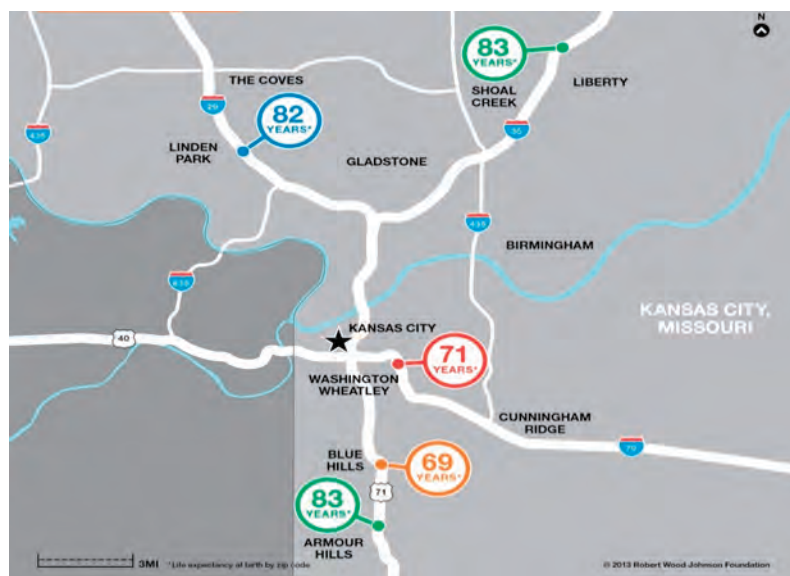 N
83
YEARS*
THE COVES
SHOAL
CREEK
LIBERTY
29
82
YEARS*
435
LINDEN
PARK
35
GLADSTONE
435
BIRMINGHAM
635
KANSAS CITY,
MISSOURI
40
KANSAS CITY
71
YEARS*
WASHINGTON
WHEATLEY
CUNNINGHAM
RIDGE
70
BLUE HILLS
69
YEARS*
71
83
YEARS*
ARMOUR
HILLS
3MI
*Life expectancy at birth by zip code
© 2013 Robert Wood Johnson Foundation